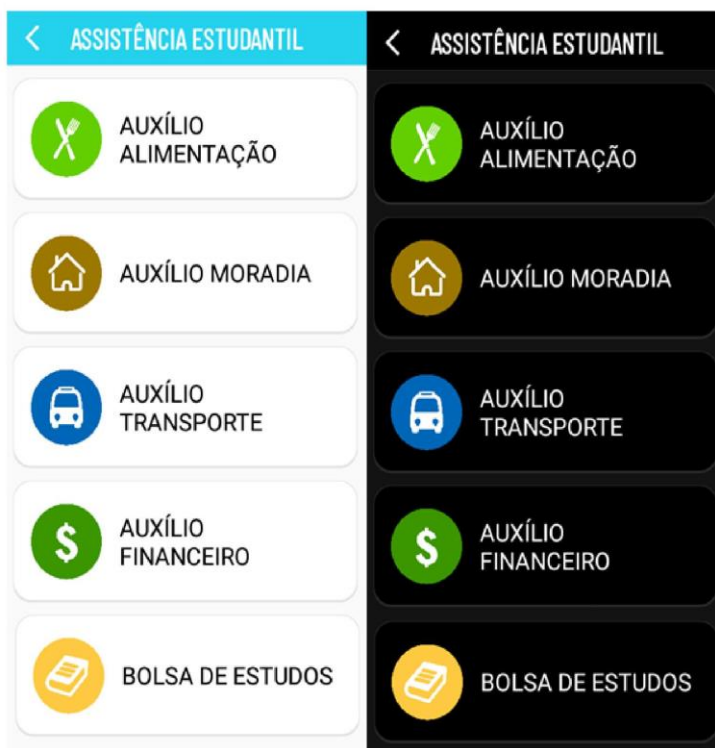 ASSISTÊNCIA ESTUDANTIL
AUXÍLIO
ALIMENTAÇÃO
AUXÍLIO MORADIA
AUXÍLIO
TRANSPORTE
$
AUXÍLIO
FINANCEIRO
BOLSA DE ESTUDOS
ASSISTÊNCIA ESTUDANTIL
AUXÍLIO
ALIMENTAÇÃO
AUXÍLIO MORADIA
AUXÍLIO
TRANSPORTE
$
AUXÍLIO
FINANCEIRO
BOLSA DE ESTUDOS